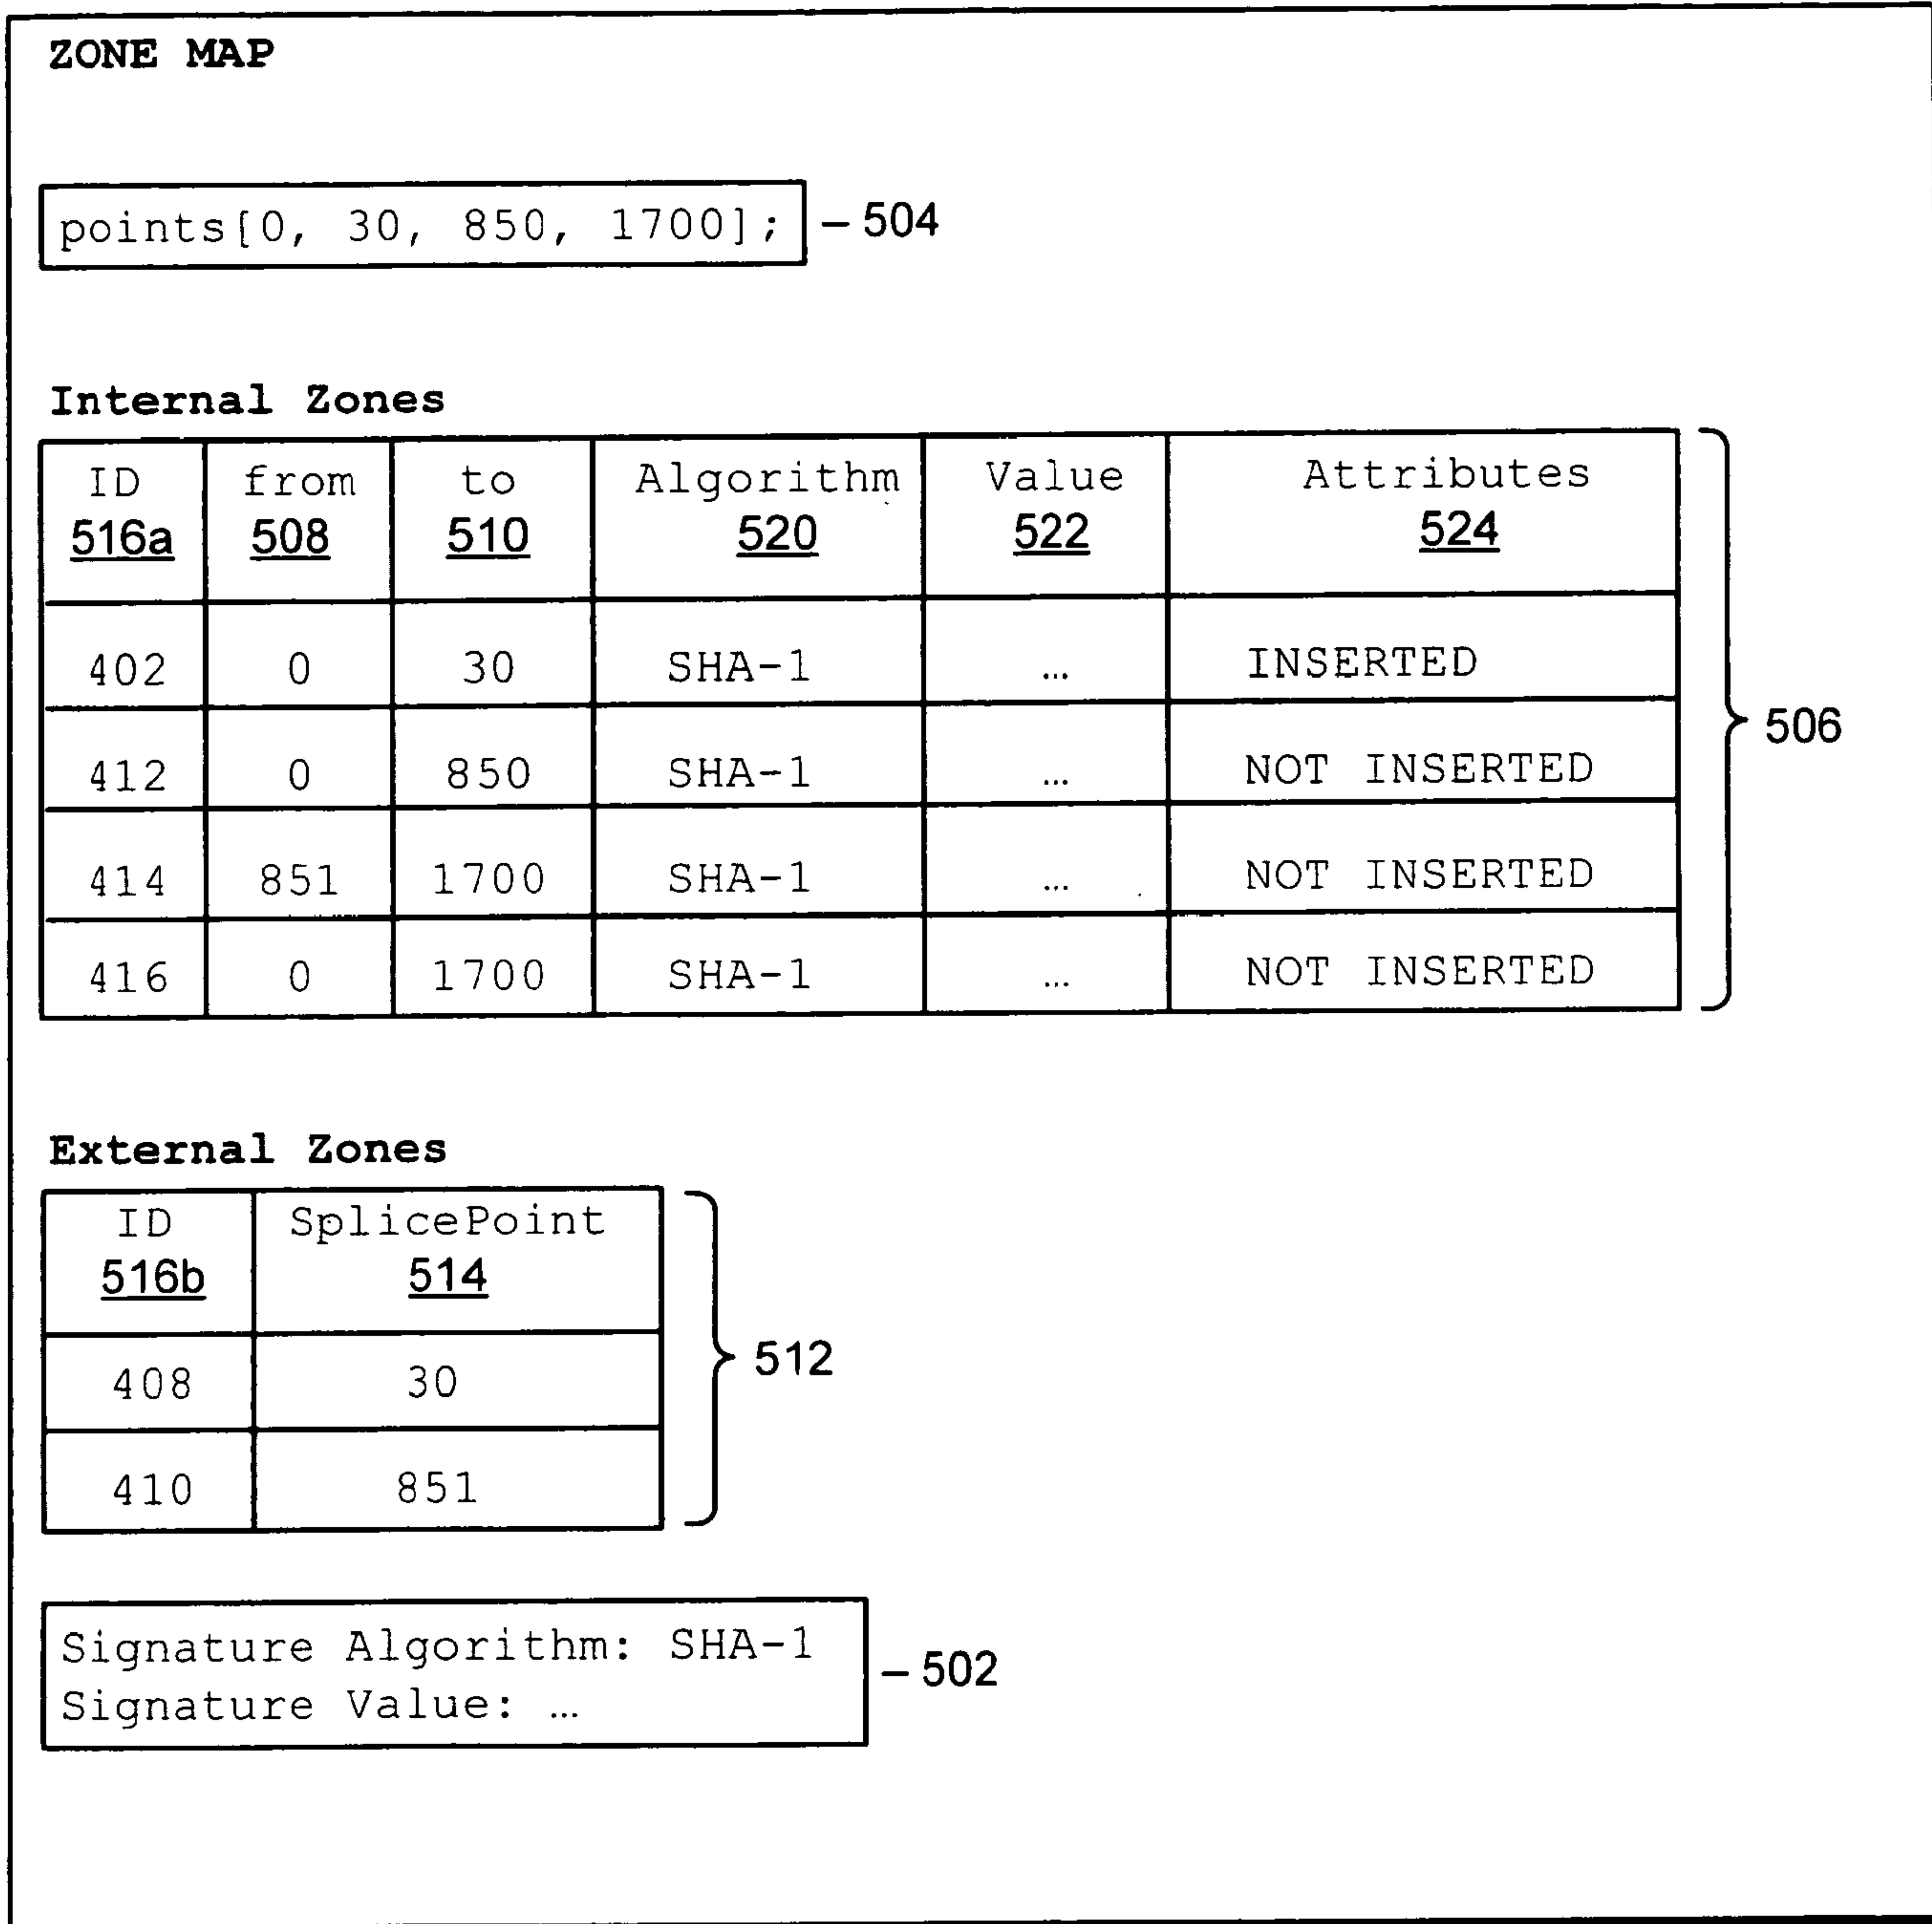 ZONE MAP
points[0, 30, 850, 1700]; – 504
Internal Zones
ID from to Algorithm Value Attributes
516a 508 510 520 522 524
402 0 30 SHA-1 … INSERTED
506
412 0 850 SHA-1 … NOT INSERTED
414 851 1700 SHA-1 … NOT INSERTED
416 0 1700 SHA-1 … NOT INSERTED
External Zones
ID SplicePoint
516b 514
408 30
512
410 851
Signature Algorithm: SHA-1
– 502
Signature Value: …